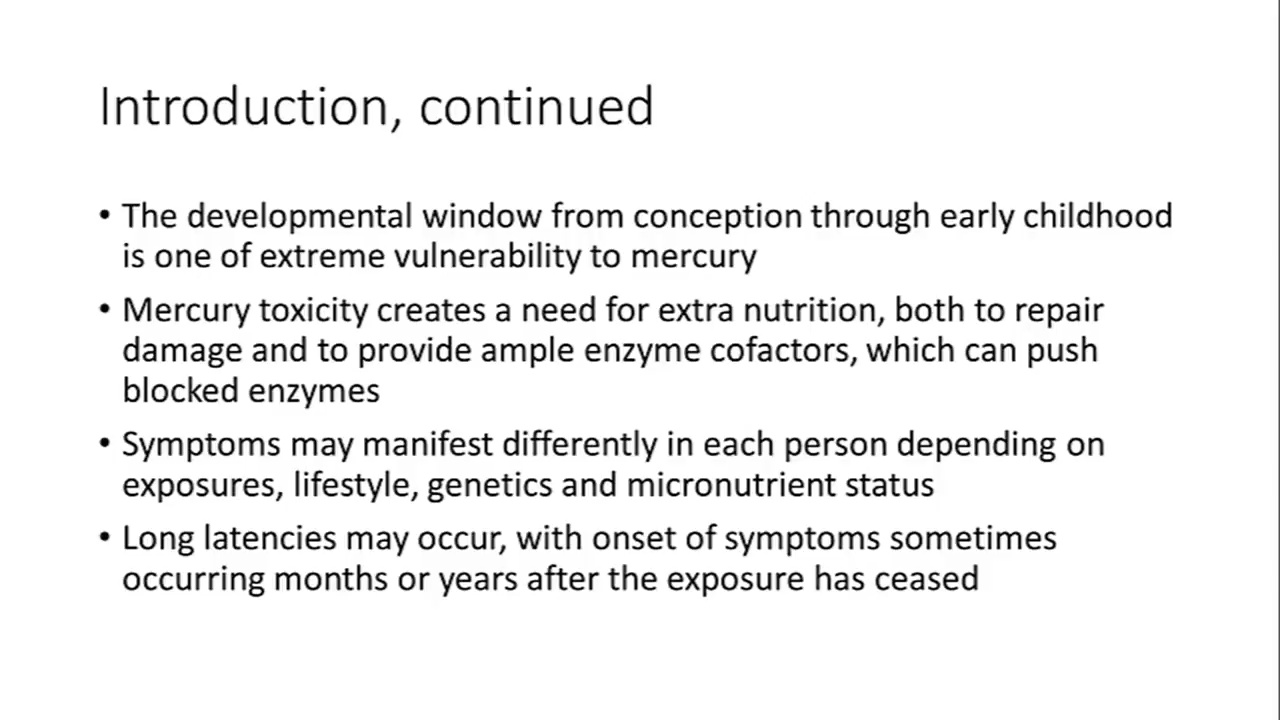 Introduction, continued
• The developmental window from conception through early childhood
is one of extreme vulnerability to mercury
• Mercury toxicity creates a need for extra nutrition, both to repair
damage and to provide ample enzyme cofactors, which can push
blocked enzymes
• Symptoms may manifest differently in each person depending on
exposures, lifestyle, genetics and micronutrient status
• Long latencies may occur, with onset of symptoms sometimes
occurring months or years after the exposure has ceased